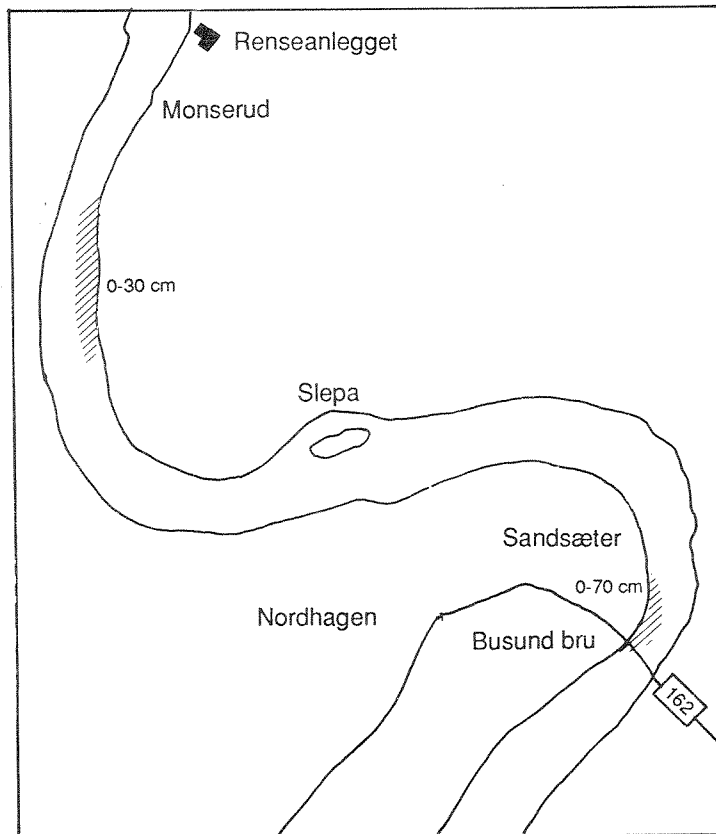 Renseanlegget
Monserud
0-30 cm
Slepa
Sandsæter
0-70 cm
Nordhagen
Busund bru
162